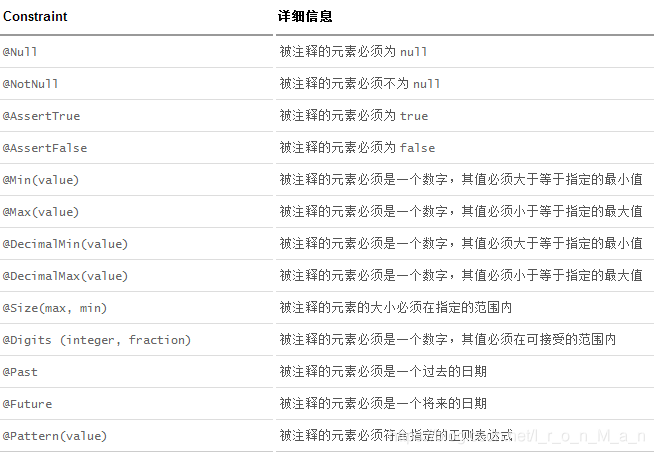 Constraint 详细信息
@Null 被注释的元素必须为 null
@NotNull 被注释的元素必须不为 null
@AssertTrue 被注释的元素必须为 true
@AssertFalse 被注释的元素必须为 false
@Min(value) 被注释的元素必须是一个数字，其值必须大于等于指定的最小值
@Max(value) 被注释的元素必须是一个数字，其值必须小于等于指定的最大值
@DecimalMin(value) 被注释的元素必须是一个数字，其值必须大于等于指定的最小值
@DecimalMax(value) 被注释的元素必须是一个数字，其值必须小于等于指定的最大值
@Size(max, min) 被注释的元素的大小必须在指定的范围内
@Digits (integer, fraction) 被注释的元素必须是一个数字，其值必须在可接受的范围内
@Past 被注释的元素必须是一个过去的日期
@Future 被注释的元素必须是一个将来的日期
@Pattern(value) 被注释的元素必须符合指定的正则表达式